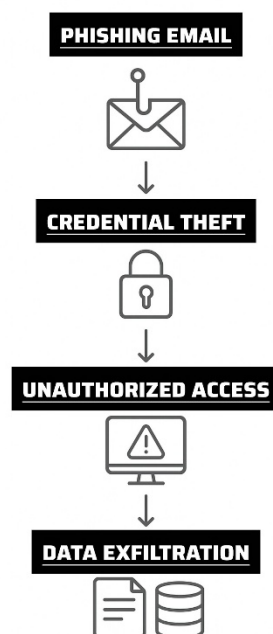 PHISHING EMAIL
CREDENTIAL THEFT
UNAUTHORIZED ACCESS
DATA EXFILTRATION